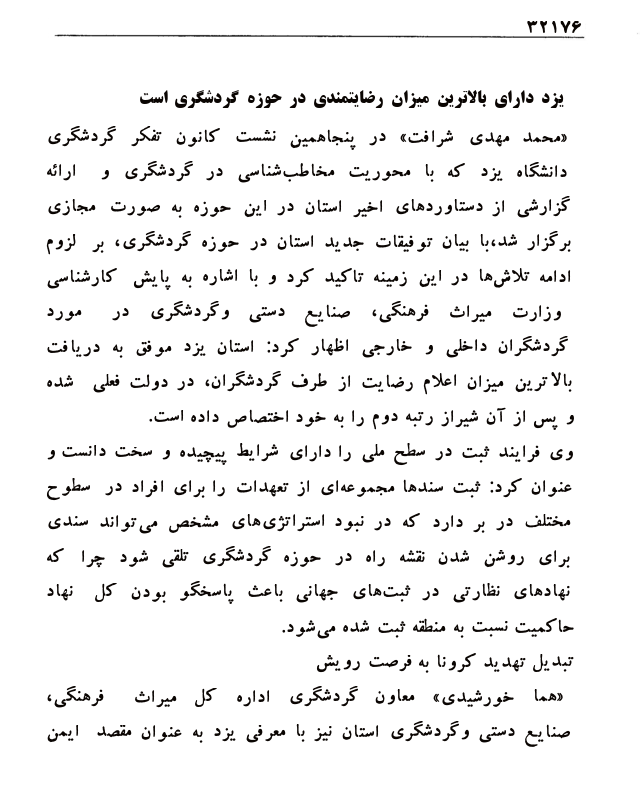 ۳۲۱۷۶
یزد دارای بالاترین میزان رضایتمندی در حوزه گردشگری است
«محمد مهدی شرافت» در پنجاهمین نشست کانون تفکر گردشگری
دانشگاه یزد که با محوریت مخاطب‌شناسی در گردشگری و ارائه
گزارشی از دستاوردهای اخیر استان در این حوزه به صورت مجازی
برگزار شد،با بیان توفیقات جدید استان در حوزه گردشگری، بر لزوم
ادامه تلاش‌ها در این زمینه تاکید کرد و با اشاره به پایش کارشناسی
وزارت میراث فرهنگی، صنایع دستی وگردشگری در مورد
گردشگران داخلی و خارجی اظهار کرد: استان یزد موفق به دریافت
بالاترین میزان اعلام رضایت از طرف گردشگران، در دولت فعلی شده
و پس از آن شیراز رتبه دوم را به خود اختصاص داده است.
وی فرایند ثبت در سطح ملی را دارای شرایط پیچیده و سخت دانست و
عنوان کرد: ثبت سندها مجموعه‌ای از تعهدات را برای افراد در سطوح
مختلف در بر دارد که در نبود استراتژی‌های مشخص می‌تواند سندی
برای روشن شدن نقشه راه در حوزه گردشگری تلقی شود چرا که
نهادهای نظارتی در ثبت‌های جهانی باعث پاسخگو بودن کل نهاد
حاکمیت نسبت به منطقه ثبت شده می‌شود.
تبدیل تهدید کرونا به فرصت رویش
«هما خورشیدی» معاون گردشگری اداره کل میراث فرهنگی،
صنایع دستی وگردشگری استان نیز با معرفی یزد به عنوان مقصد ایمن